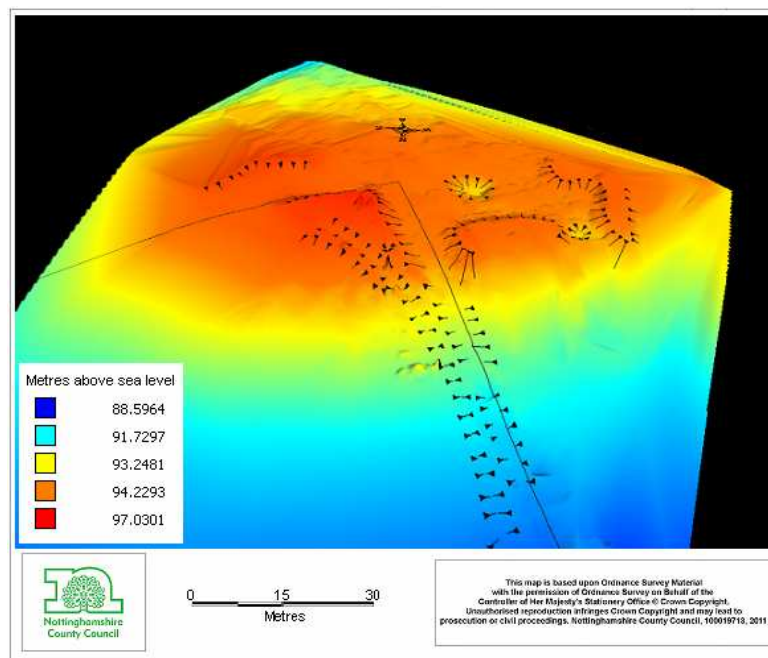 Metres above sea level
88.5964
91.7297
93.2481
94.2293
97.0301
Nottinghamshire
County Council
0 15 30
Metres
This map is based upon Ordnance Survey Material
with the permission of Ordnance Survey on Behalf of the
Controller of Her Majesty's Stationery Office © Crown Copyright.
Unauthorised reproduction infringes Crown Copyright and may lead to
prosecution or civil proceedings. Nottinghamshire County Council, 100019713, 2011